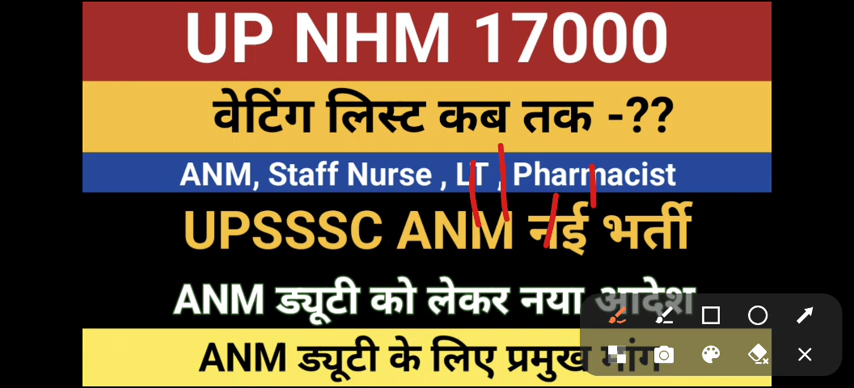 UP NHM 17000
वेटिंग लिस्ट कब तक -??
ANM, Staff Nurse , LT , Pharmacist
UPSSSC ANM नई भर्ती
ANM ड्यूटी को लेकर नया आदेश
ANM ड्यूटी के लिए प्रमुख मांग